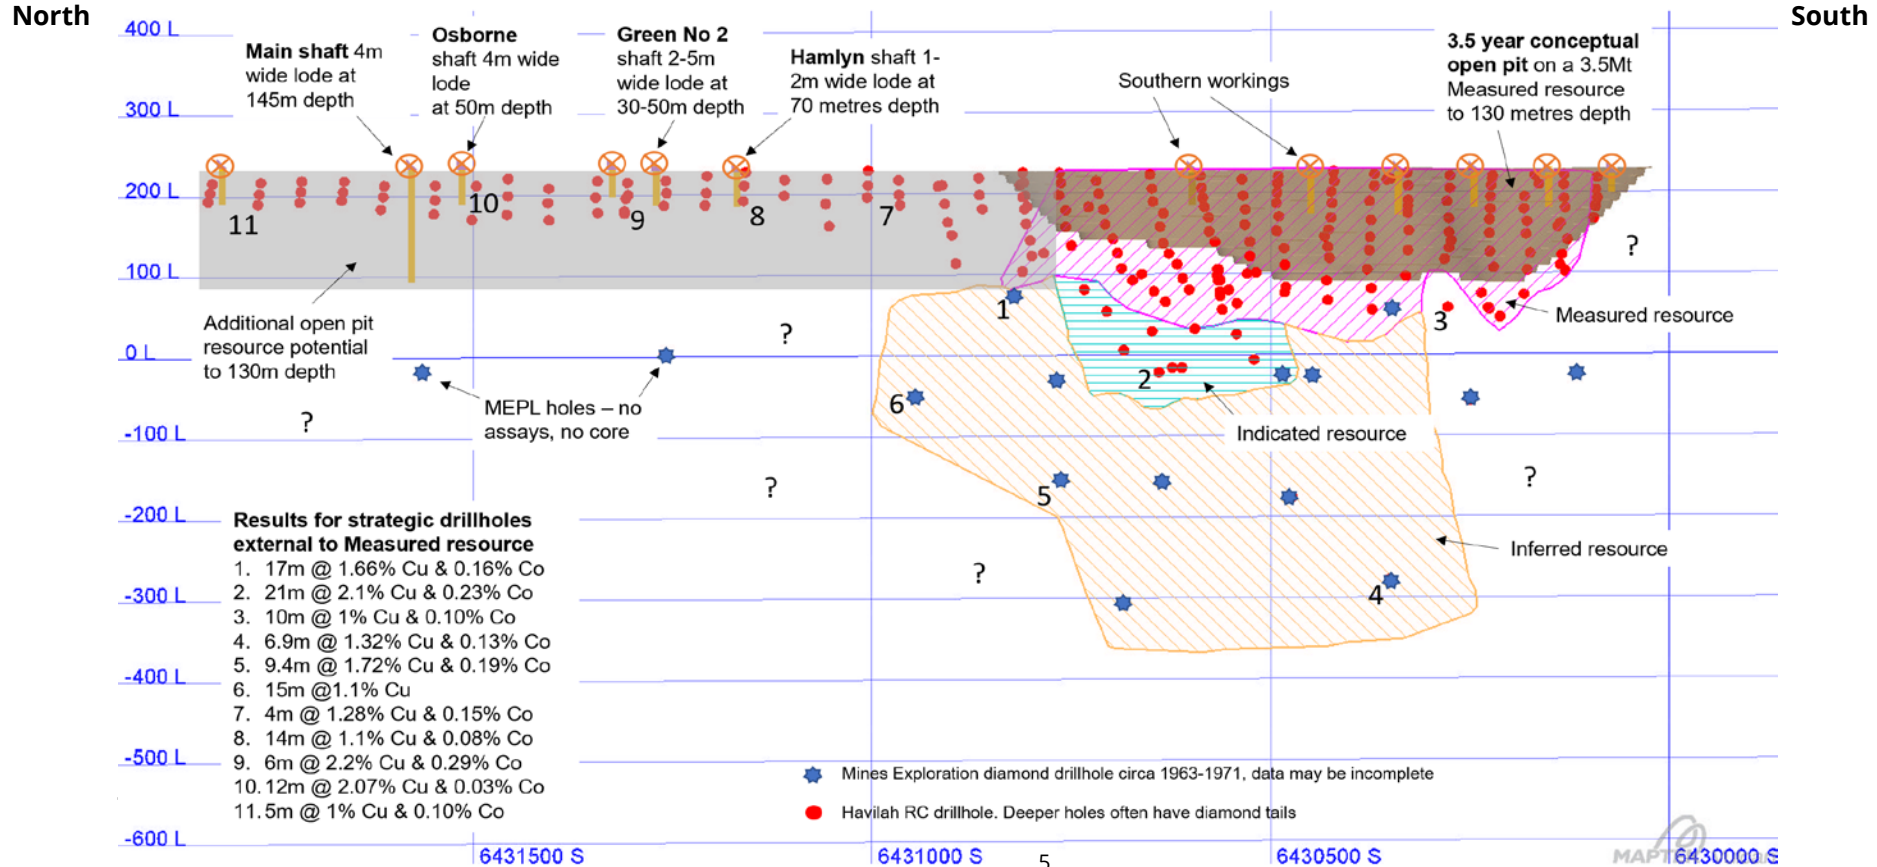 North
South
400 L
300 L
200 L
100 L
0 L
-100 L
-200 L
-300 L
-400 L
-500 L
-600 L
Main shaft 4m
wide lode at
145m depth
Osborne
shaft 4m wide
lode
at 50m depth
Green No 2
shaft 2-5m
wide lode at
30-50m depth
Hamlyn shaft 1-
2m wide lode at
70 metres depth
Southern workings
3.5 year conceptual
open pit on a 3.5Mt
Measured resource
to 130 metres depth
11
10
9
8
7
?
Additional open pit
resource potential
to 130m depth
1
?
3
Measured resource
2
6
MEPL holes – no
assays, no core
?
Indicated resource
?
5
?
?
Inferred resource
4
Results for strategic drillholes
external to Measured resource
1. 17m @ 1.66% Cu & 0.16% Co
2. 21m @ 2.1% Cu & 0.23% Co
3. 10m @ 1% Cu & 0.10% Co
4. 6.9m @ 1.32% Cu & 0.13% Co
5. 9.4m @ 1.72% Cu & 0.19% Co
6. 15m @1.1% Cu
7. 4m @ 1.28% Cu & 0.15% Co
8. 14m @ 1.1% Cu & 0.08% Co
9. 6m @ 2.2% Cu & 0.29% Co
10.12m @ 2.07% Cu & 0.03% Co
11.5m @ 1% Cu & 0.10% Co
Mines Exploration diamond drillhole circa 1963-1971, data may be incomplete
Havilah RC drillhole. Deeper holes often have diamond tails
6431500 S
6431000 S
5
6430500 S
6430000 S